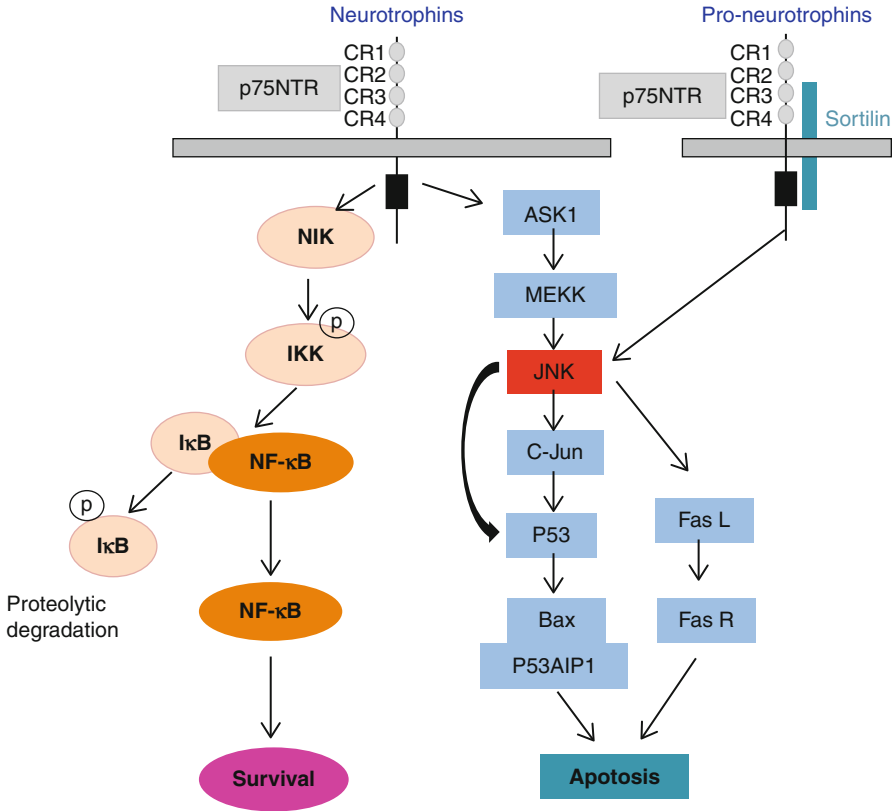 Neurotrophins
Pro-neurotrophins
CR1
CR2
CR3
CR4
p75NTR
CR1
CR2
CR3
CR4
p75NTR
Sortilin
NIK
ASK1
MEKK
p
IKK
JNK
IκB
NF-κB
C-Jun
p
IκB
P53
Fas L
Proteolytic
degradation
NF-κB
Bax
P53AIP1
Fas R
Survival
Apotosis